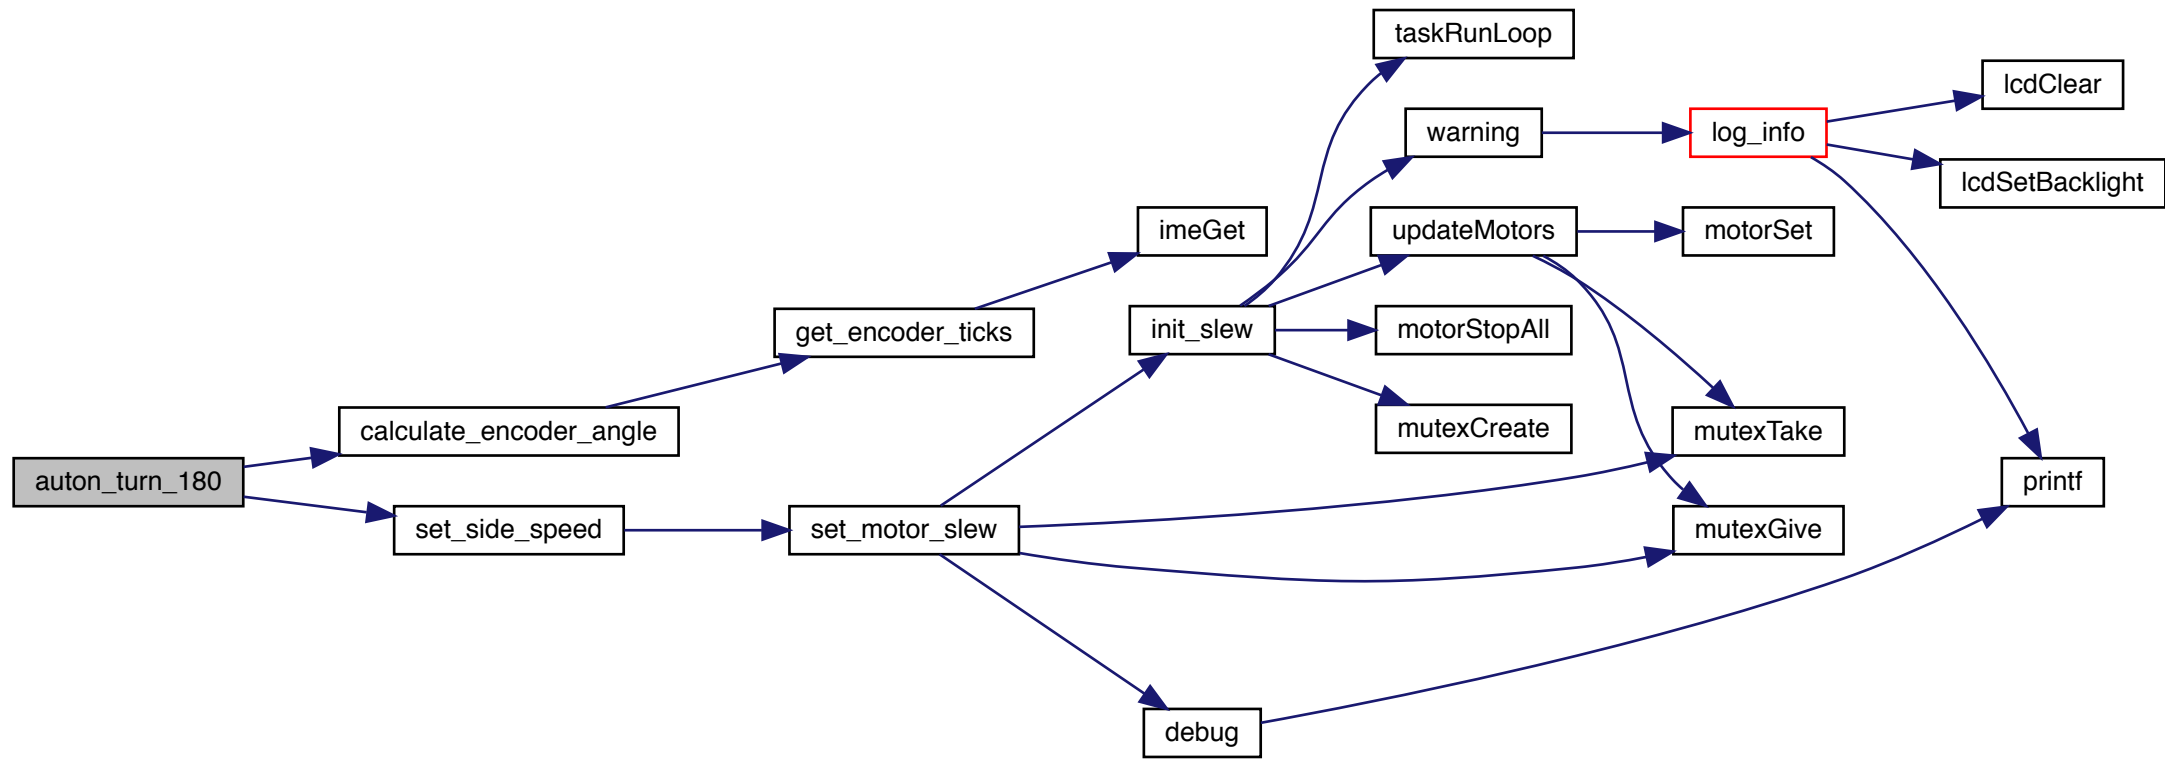 taskRunLoop
lcdClear
warning
log_info
lcdSetBacklight
imeGet
updateMotors
motorSet
get_encoder_ticks
init_slew
motorStopAll
calculate_encoder_angle
mutexCreate
mutexTake
auton_turn_180
printf
set_side_speed
set_motor_slew
mutexGive
debug